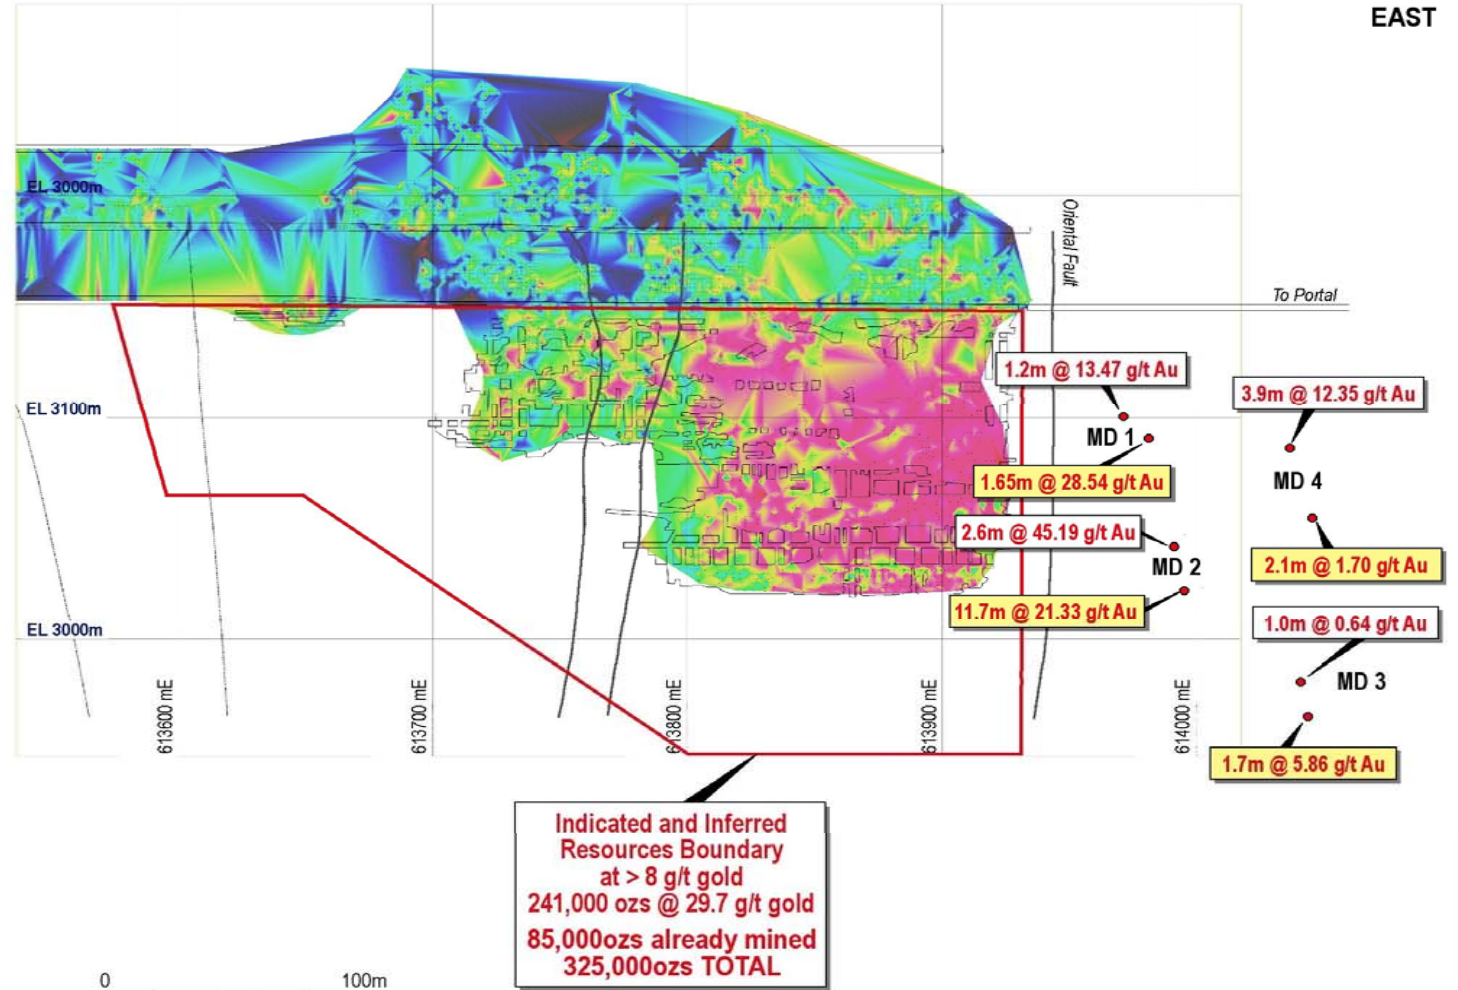 EAST
EL 3000m
Oriental Fault
To Portal
1.2m @ 13.47 g/t Au
3.9m @ 12.35 g/t Au
EL 3100m
MD 1
1.65m @ 28.54 g/t Au
MD 4
2.6m @ 45.19 g/t Au
MD 2
2.1m @ 1.70 g/t Au
11.7m @ 21.33 g/t Au
1.0m @ 0.64 g/t Au
EL 3000m
MD 3
613600 mE
613700 mE
613800 mE
613900 mE
614000 mE
1.7m @ 5.86 g/t Au
Indicated and Inferred
Resources Boundary
at > 8 g/t gold
241,000 ozs @ 29.7 g/t gold
85,000ozs already mined
325,000ozs TOTAL
0 100m